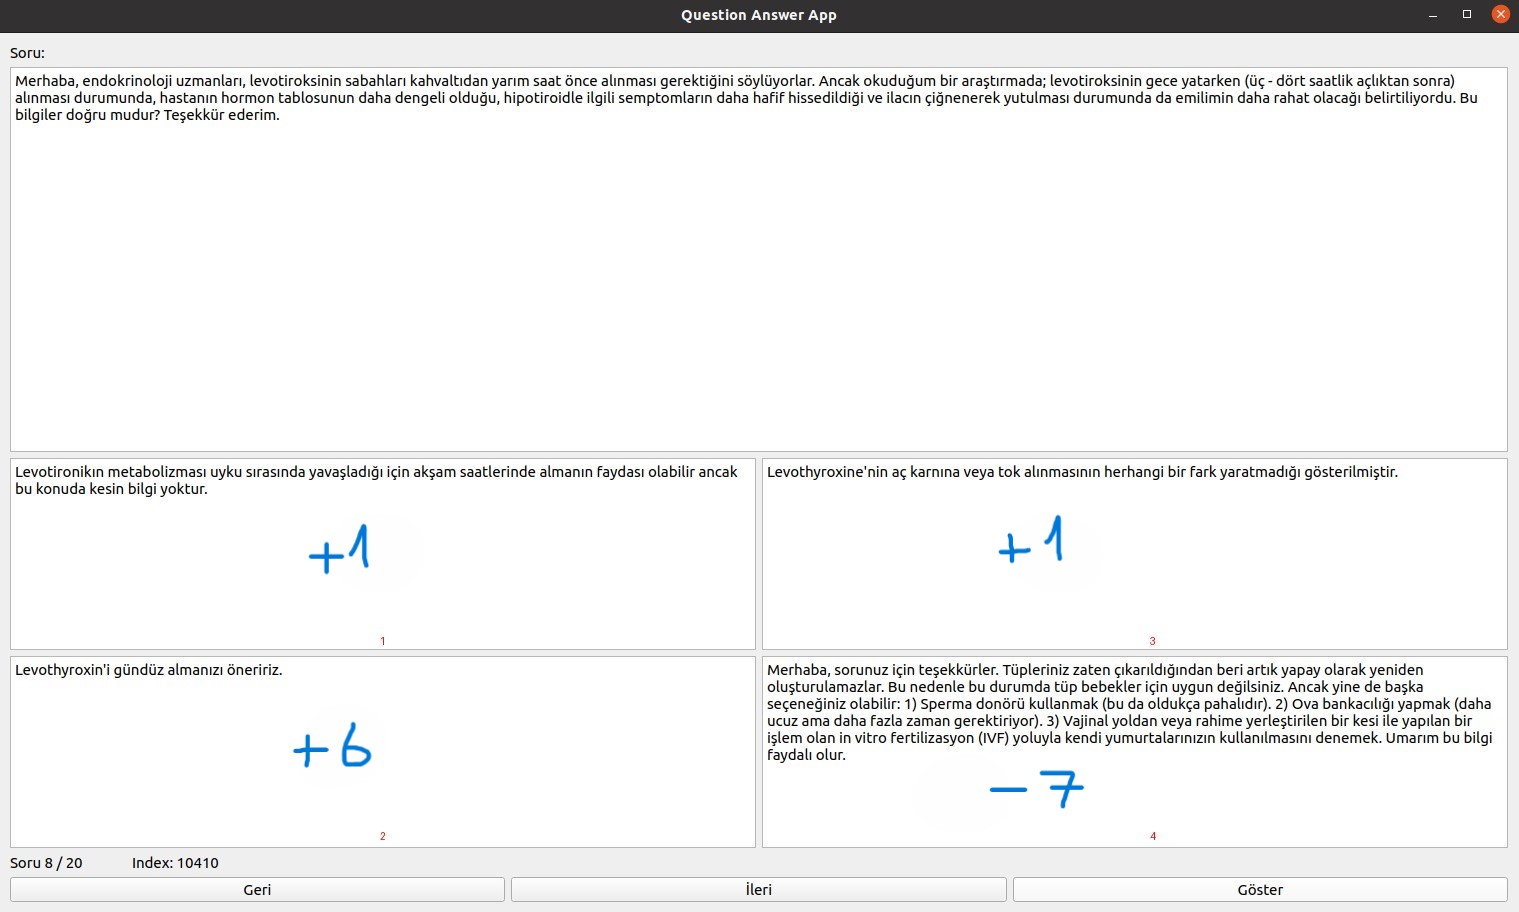 Question Answer App
Soru:
Merhaba, endokrinoloji uzmanları, levotiroksinin sabahları kahvaltıdan yarım saat önce alınması gerektiğini söylüyorlar. Ancak okuduğum bir araştırmada; levotiroksinin gece yatarken (üç - dört saatlik açlıktan sonra)
alınması durumunda, hastanın hormon tablosunun daha dengeli olduğu, hipotiroidle ilgili semptomların daha hafif hissedildiği ve ilacın çiğnenerek yutulması durumunda da emilimin daha rahat olacağı belirtiliyordu. Bu
bilgiler doğru mudur? Teşekkür ederim.
Levotironikın metabolizması uyku sırasında yavaşladığı için akşam saatlerinde almanın faydası olabilir ancak
bu konuda kesin bilgi yoktur.
+1
1
Levothyroxine'nin aç karnına veya tok alınmasının herhangi bir fark yaratmadığı gösterilmiştir.
+1
3
Levothyroxin'i gündüz almanızı öneririz.
+6
2
Merhaba, sorunuz için teşekkürler. Tüpleriniz zaten çıkarıldığından beri artık yapay olarak yeniden
oluşturulamazlar. Bu nedenle bu durumda tüp bebekler için uygun değilsiniz. Ancak yine de başka
seçeneğiniz olabilir: 1) Sperma donörü kullanmak (bu da oldukça pahalıdır). 2) Ova bankacılığı yapmak (daha
ucuz ama daha fazla zaman gerektiriyor). 3) Vajinal yoldan veya rahime yerleştirilen bir kesi ile yapılan bir
işlem olan in vitro fertilizasyon (IVF) yoluyla kendi yumurtalarınızın kullanılmasını denemek. Umarım bu bilgi
faydalı olur.
-7
4
Soru 8 / 20 Index: 10410
Geri İleri Göster